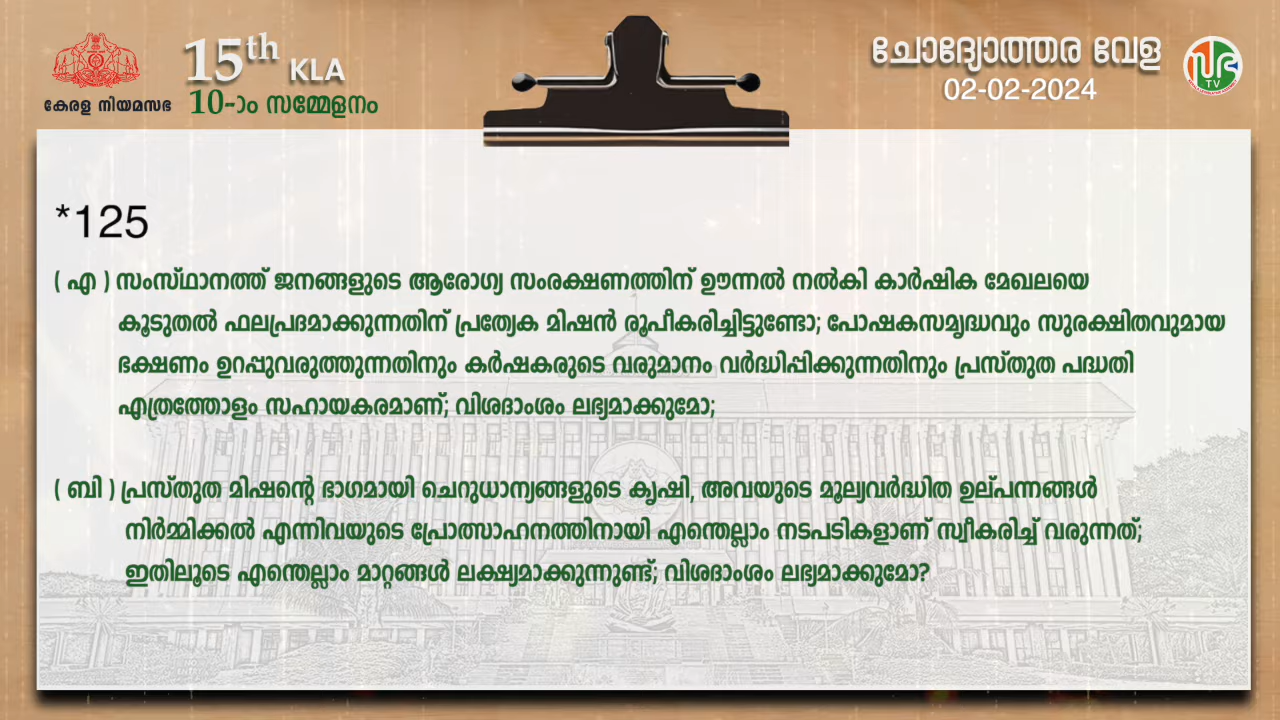 15th KLA
കേരള നിയമസഭ
10-ാം സമ്മേളനം
ചോദ്യോത്തര വേള
02-02-2024
സഭ
TV
*125
( എ ) സംസ്ഥാനത്ത് ജനങ്ങളുടെ ആരോഗ്യ സംരക്ഷണത്തിന് ഊന്നൽ നൽകി കാർഷിക മേഖലയെ
കൂടുതൽ ഫലപ്രദമാക്കുന്നതിന് പ്രത്യേക മിഷൻ രൂപീകരിച്ചിട്ടുണ്ടോ; പോഷകസമൃദ്ധവും സുരക്ഷിതവുമായ
ഭക്ഷണം ഉറപ്പുവരുത്തുന്നതിനും കർഷകരുടെ വരുമാനം വർദ്ധിപ്പിക്കുന്നതിനും പ്രസ്തുത പദ്ധതി
എത്രത്തോളം സഹായകരമാണ്; വിശദാംശം ലഭ്യമാക്കുമോ;
( ബി ) പ്രസ്തുത മിഷന്റെ ഭാഗമായി ചെറുധാന്യങ്ങളുടെ കൃഷി, അവയുടെ മൂല്യവർദ്ധിത ഉല്പന്നങ്ങൾ
നിർമ്മിക്കൽ എന്നിവയുടെ പ്രോത്സാഹനത്തിനായി എന്തെല്ലാം നടപടികളാണ് സ്വീകരിച്ച് വരുന്നത്;
ഇതിലൂടെ എന്തെല്ലാം മാറ്റങ്ങൾ ലക്ഷ്യമാക്കുന്നുണ്ട്; വിശദാംശം ലഭ്യമാക്കുമോ?